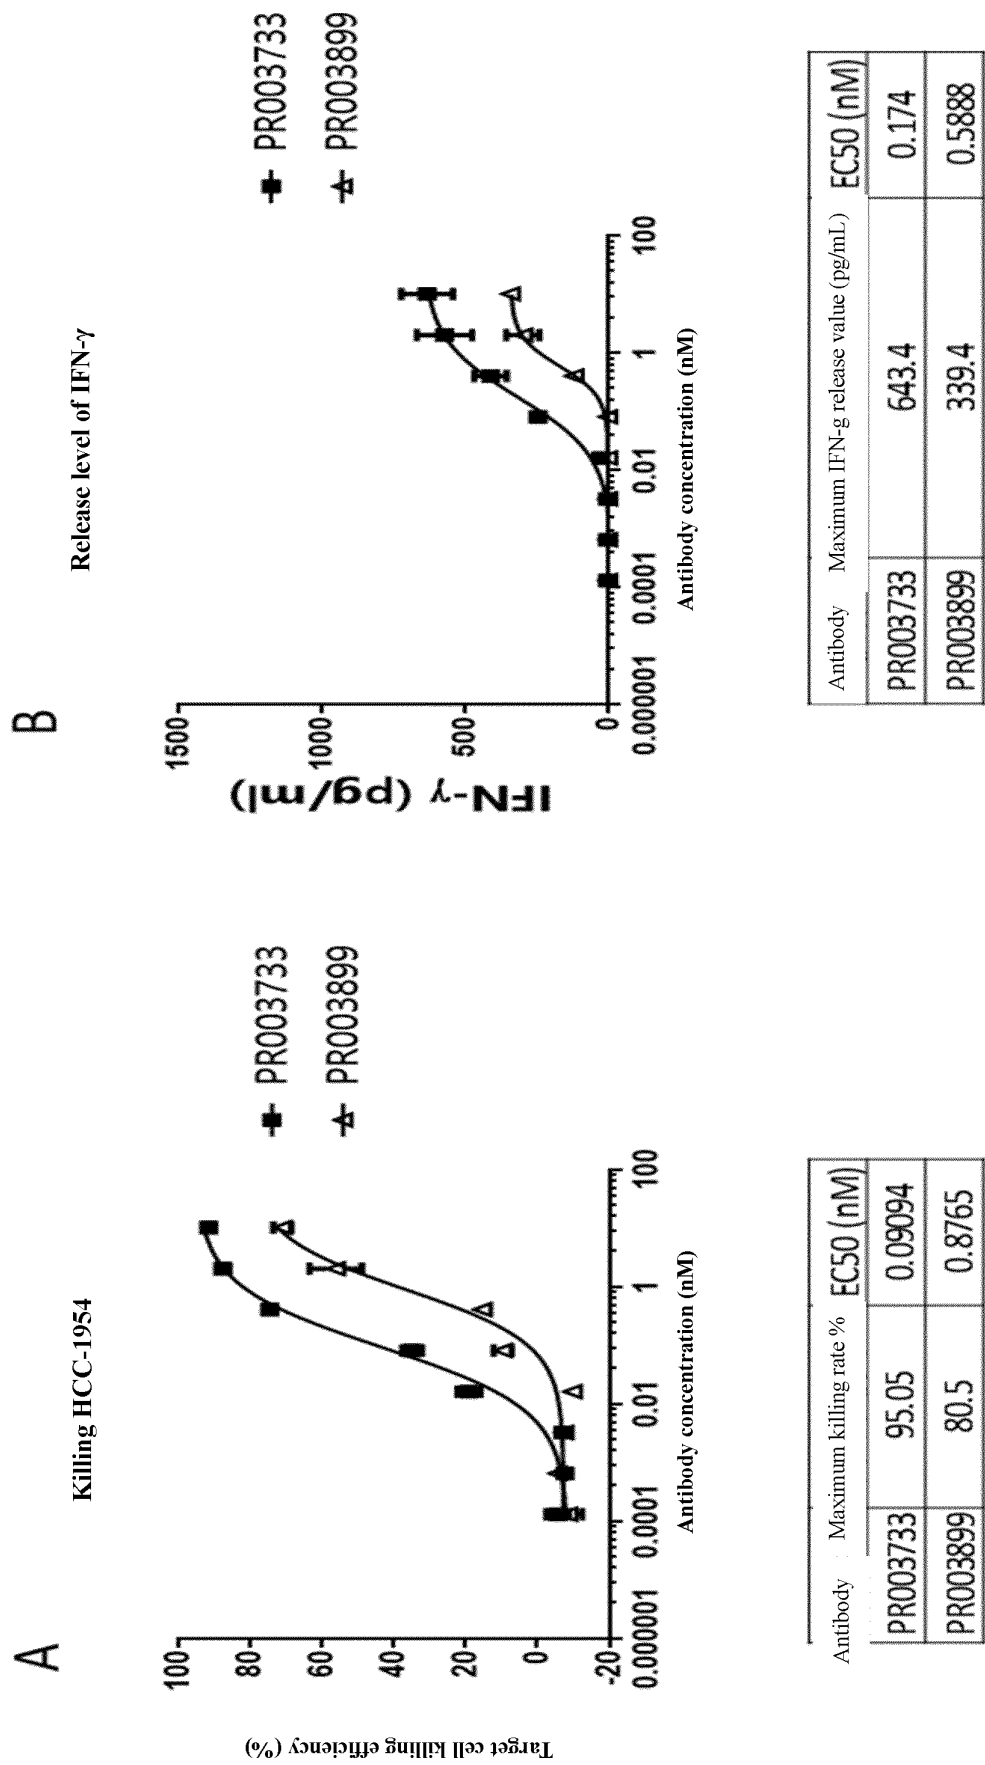 A
Killing HCC-1954
Target cell killing efficiency (%)
100
80
60
40
20
0
-20
0.000001
0.0001
0.01
1
100
Antibody concentration (nM)
PR003733
PR003899
Antibody Maximum killing rate % EC50 (nM)
PR003733 95.05 0.09094
PR003899 80.5 0.8765
B
Release level of IFN-γ
IFN-γ (pg/ml)
1500
1000
500
0
0.000001
0.0001
0.01
1
100
Antibody concentration (nM)
PR003733
PR003899
Antibody Maximum IFN-g release value (pg/mL) EC50 (nM)
PR003733 643.4 0.174
PR003899 339.4 0.5888